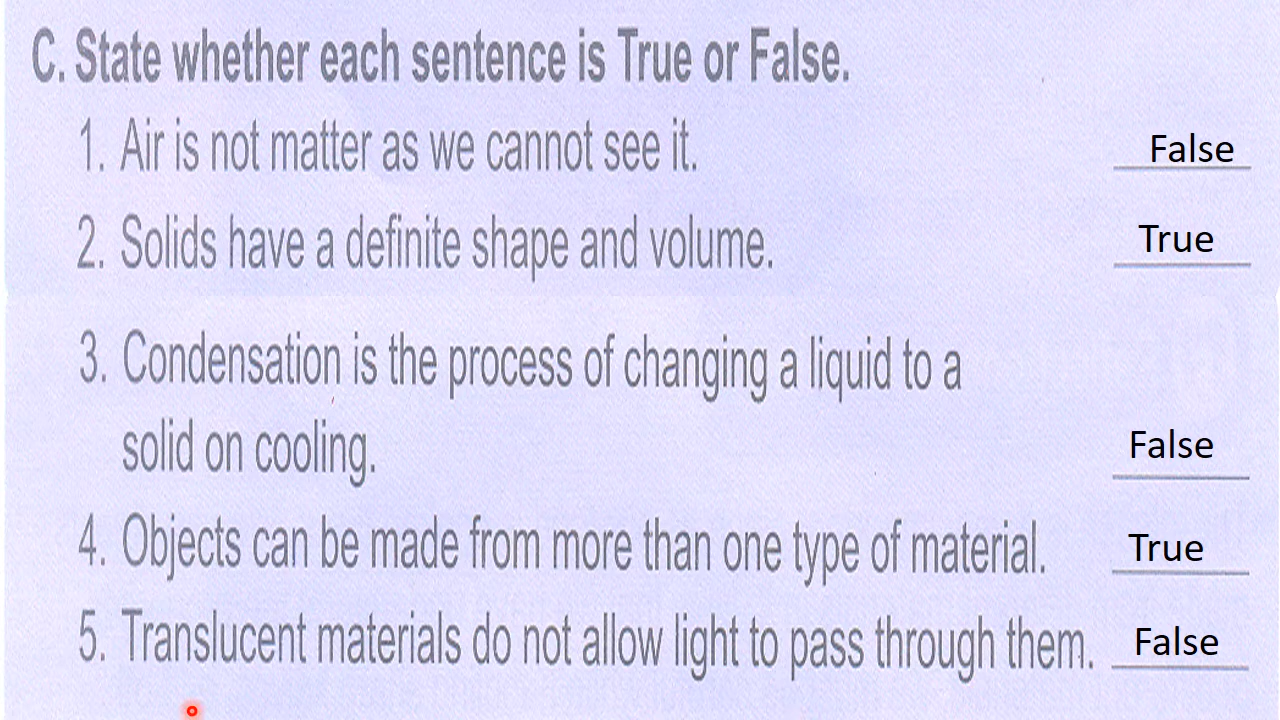 C. State whether each sentence is True or False.
1. Air is not matter as we cannot see it. False
2. Solids have a definite shape and volume. True
3. Condensation is the process of changing a liquid to a
solid on cooling. False
4. Objects can be made from more than one type of material. True
5. Translucent materials do not allow light to pass through them. False